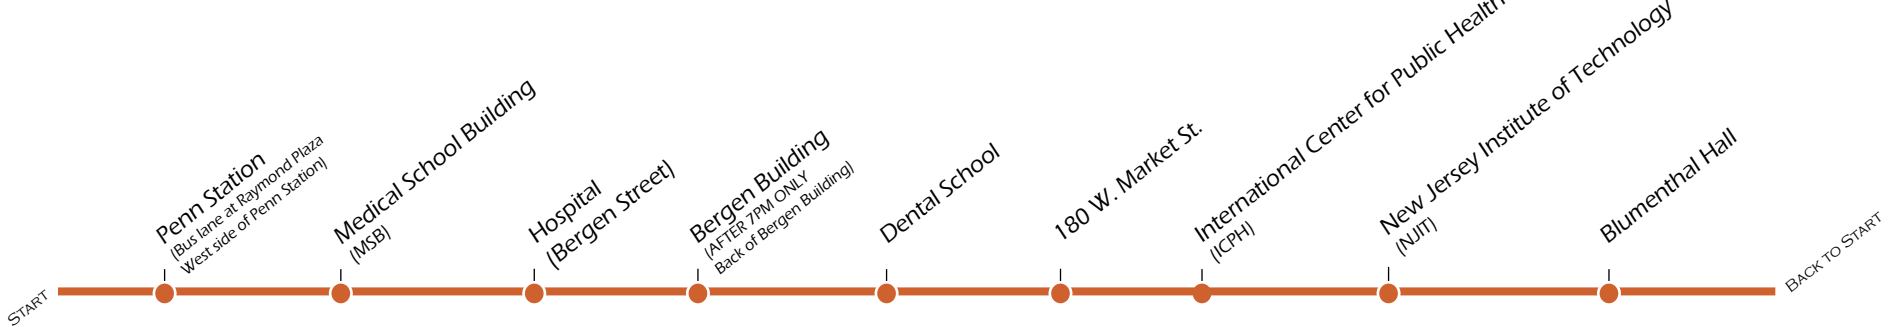 START
Penn Station
(Bus lane at Raymond Plaza
West side of Penn Station)
Medical School Building
(MSB)
Hospital
(Bergen Street)
Bergen Building
(AFTER 7PM ONLY
Back of Bergen Building)
Dental School
180 W. Market St.
International Center for Public Health
(ICPH)
New Jersey Institute of Technology
(NJIT)
Blumenthal Hall
BACK TO START